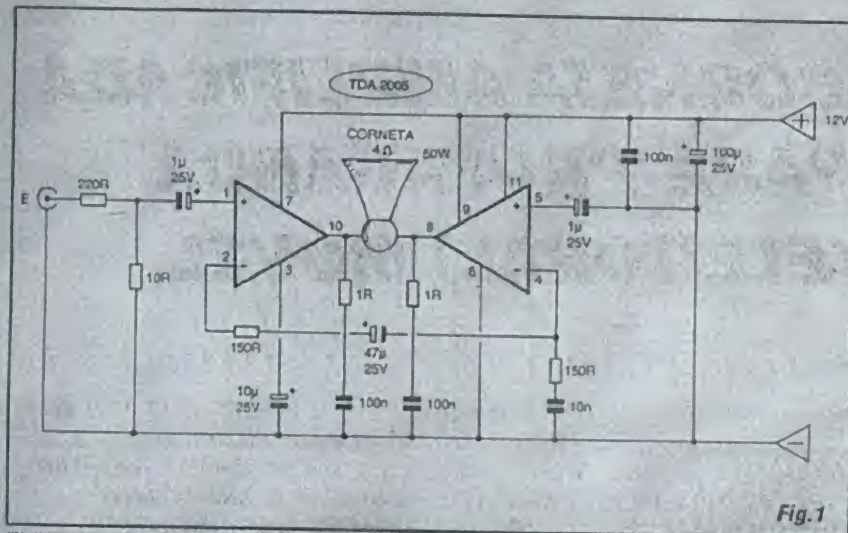 TDA 2005
CORNETA
4Ω
50W
12V
+
1µ
25V
+
220R
E
1
7
+
9
11
100n
+
100µ
25V
5
+
+
1µ
25V
10
8
2
-
3
6
-
4
10R
1R
1R
150R
+
47µ
25V
150R
10µ
25V
+
100n
100n
10n
-
Fig.1